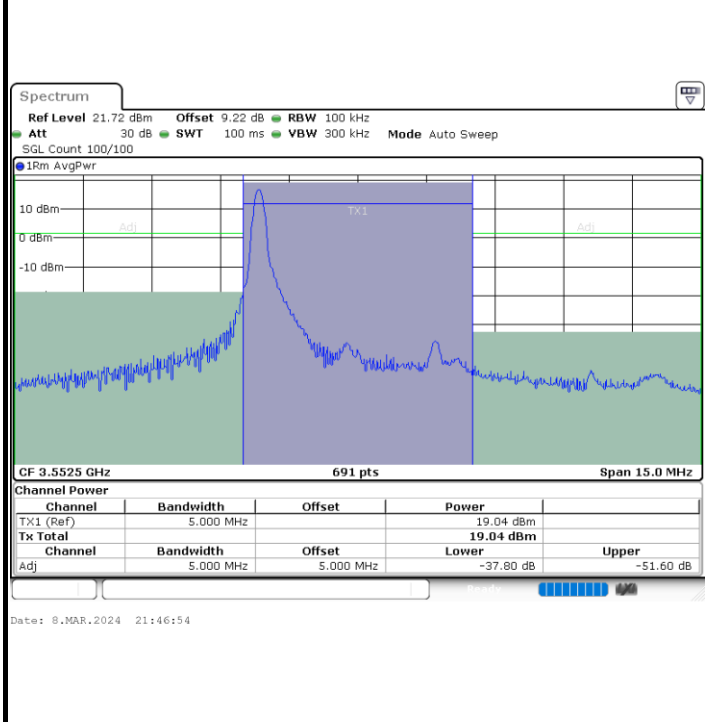 Spectrum
Ref Level 21.72 dBm Offset 9.22 dB RBW 100 kHz
Att 30 dB SWT 100 ms VBW 300 kHz Mode Auto Sweep
SGL Count 100/100
1Rm AvgPwr
10 dBm
TX1
Adj Adj
0 dBm
-10 dBm
CF 3.5525 GHz 691 pts Span 15.0 MHz
Channel Power
Channel Bandwidth Offset Power
TX1 (Ref) 5.000 MHz 19.04 dBm
Tx Total 19.04 dBm
Channel Bandwidth Offset Lower Upper
Adj 5.000 MHz 5.000 MHz -37.80 dB -51.60 dB
Ready
Date: 8.MAR.2024 21:46:54